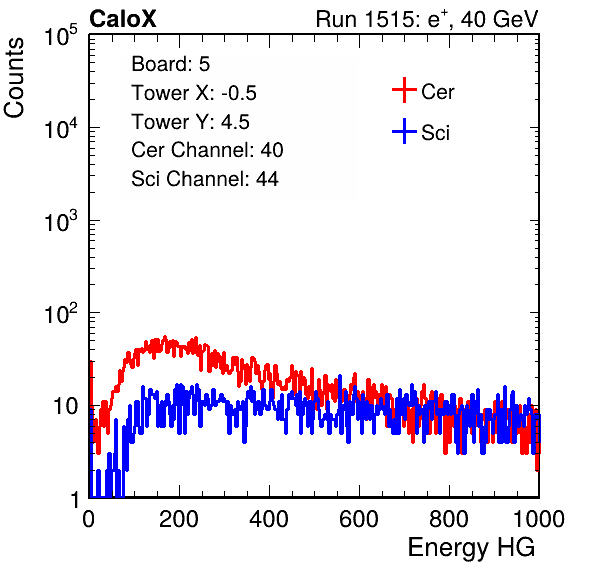 CaloX Run 1515: e⁺, 40 GeV
Counts
10⁵
10⁴
10³
10²
10
1
Board: 5
Tower X: -0.5
Tower Y: 4.5
Cer Channel: 40
Sci Channel: 44
Cer
Sci
0 200 400 600 800 1000
Energy HG